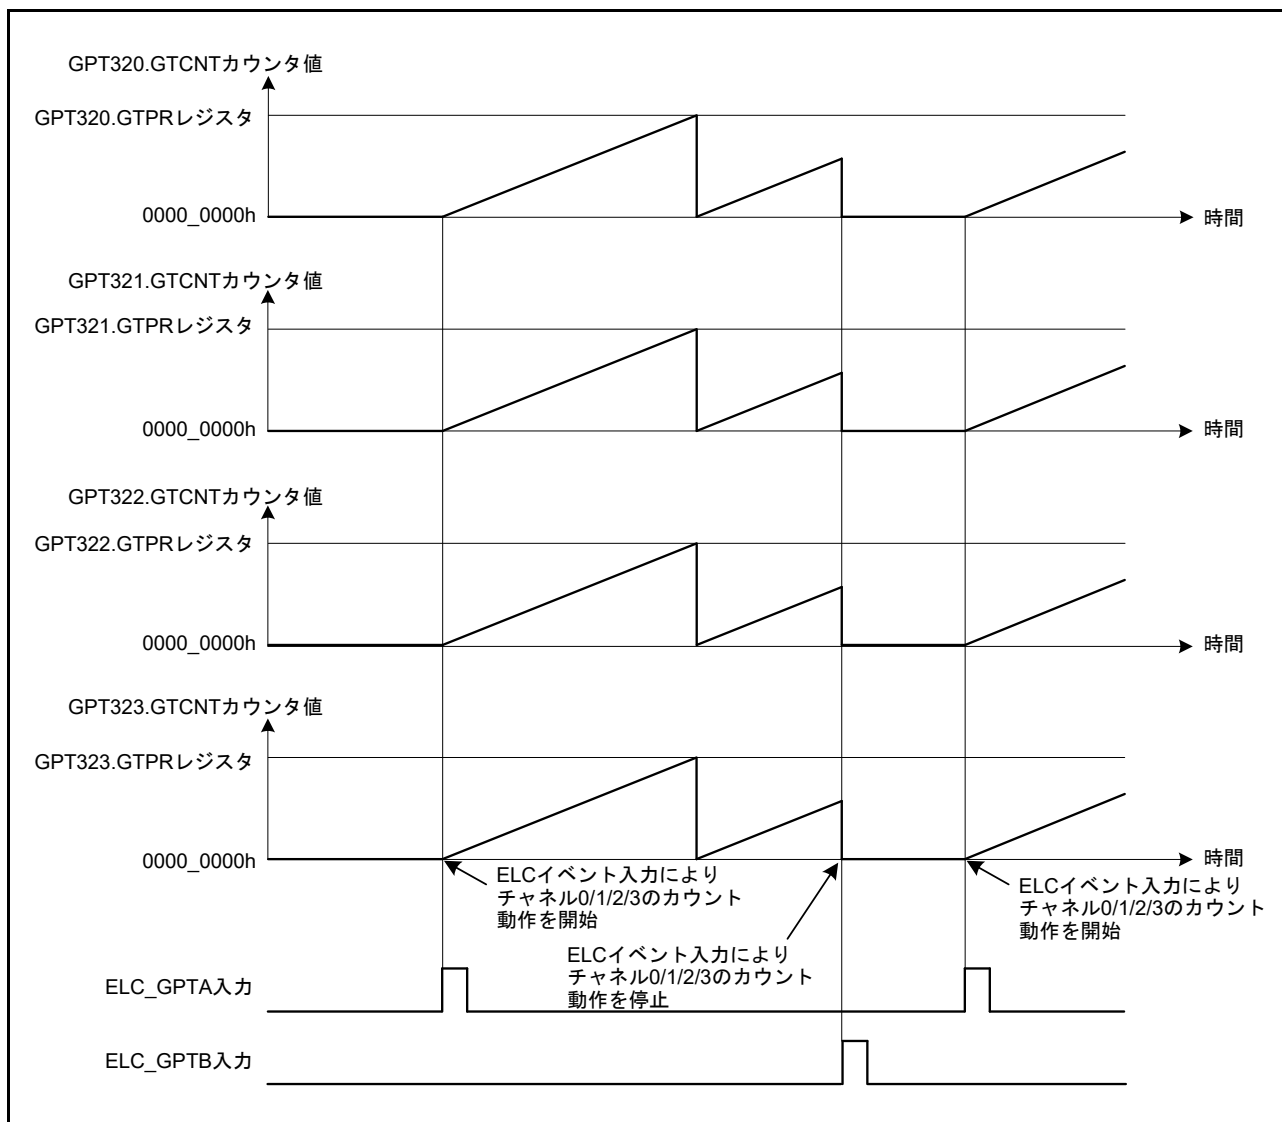 GPT320.GTCNTカウンタ値
GPT320.GTPRレジスタ
0000_0000h
時間
GPT321.GTCNTカウンタ値
GPT321.GTPRレジスタ
0000_0000h
時間
GPT322.GTCNTカウンタ値
GPT322.GTPRレジスタ
0000_0000h
時間
GPT323.GTCNTカウンタ値
GPT323.GTPRレジスタ
0000_0000h
時間
ELCイベント入力により
チャネル0/1/2/3のカウント
動作を開始
ELCイベント入力により
チャネル0/1/2/3のカウント
動作を停止
ELCイベント入力により
チャネル0/1/2/3のカウント
動作を開始
ELC_GPTA入力
ELC_GPTB入力